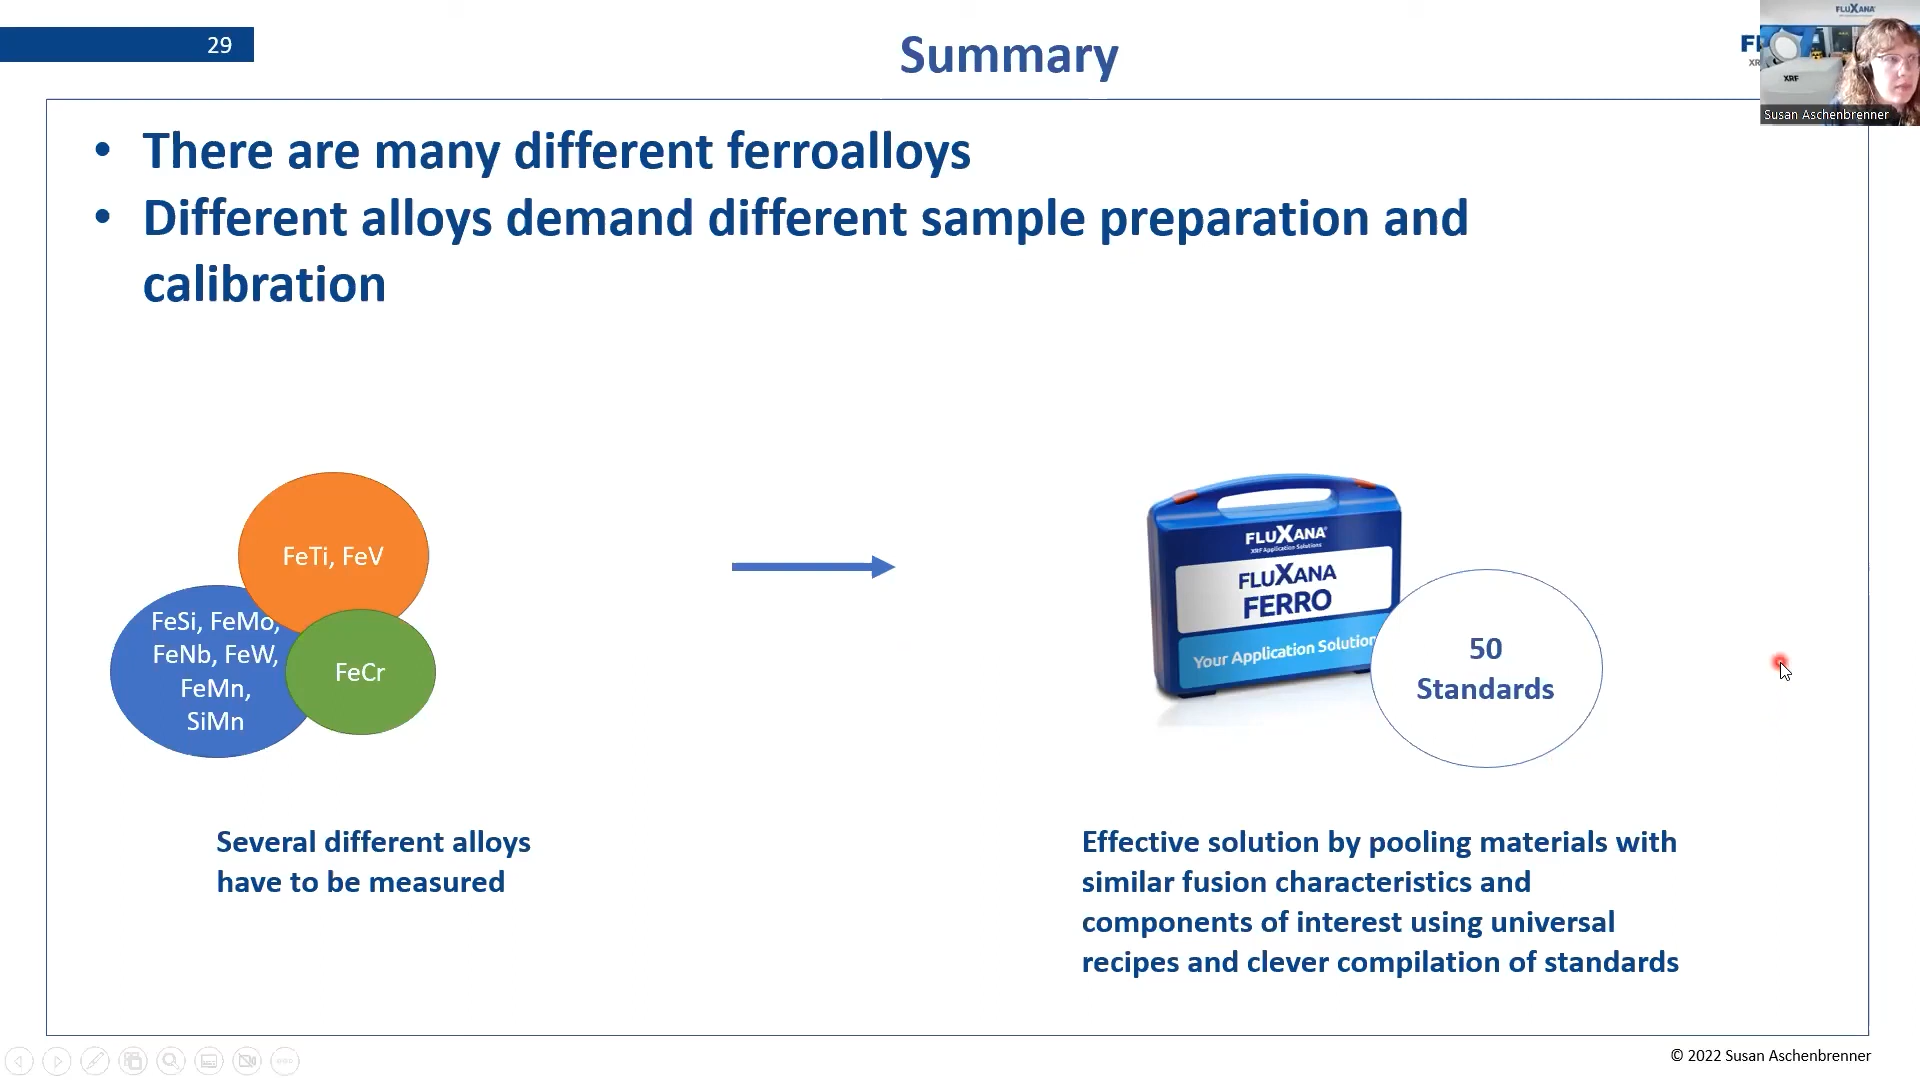 29
Summary
FLUXANA
XRF
Susan Aschenbrenner
• There are many different ferroalloys
• Different alloys demand different sample preparation and
calibration
FeTi, FeV
FeSi, FeMo,
FeNb, FeW,
FeMn,
SiMn
FeCr
FLUXANA
XRF Application Solutions
FLUXANA
FERRO
Your Application Solution
50
Standards
Several different alloys
have to be measured
Effective solution by pooling materials with
similar fusion characteristics and
components of interest using universal
recipes and clever compilation of standards
© 2022 Susan Aschenbrenner